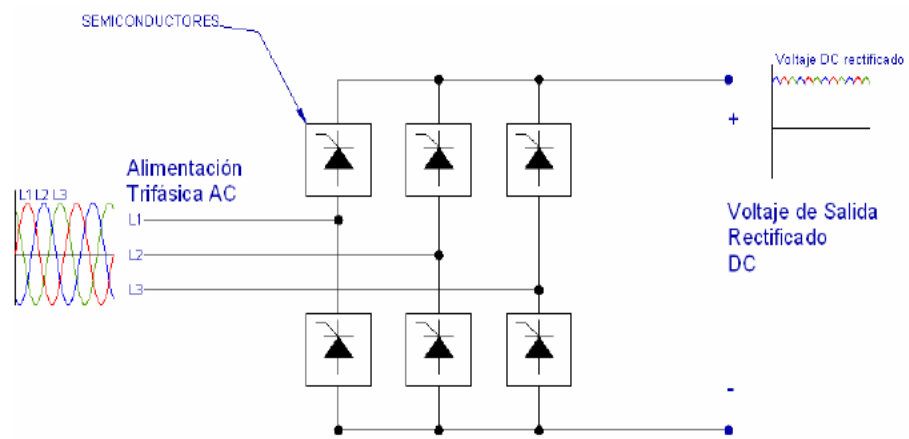 SEMICONDUCTORES
Voltaje DC rectificado
+
Alimentación
Trifásica AC
L1 L2 L3
L1
L2
L3
Voltaje de Salida
Rectificado
DC
-